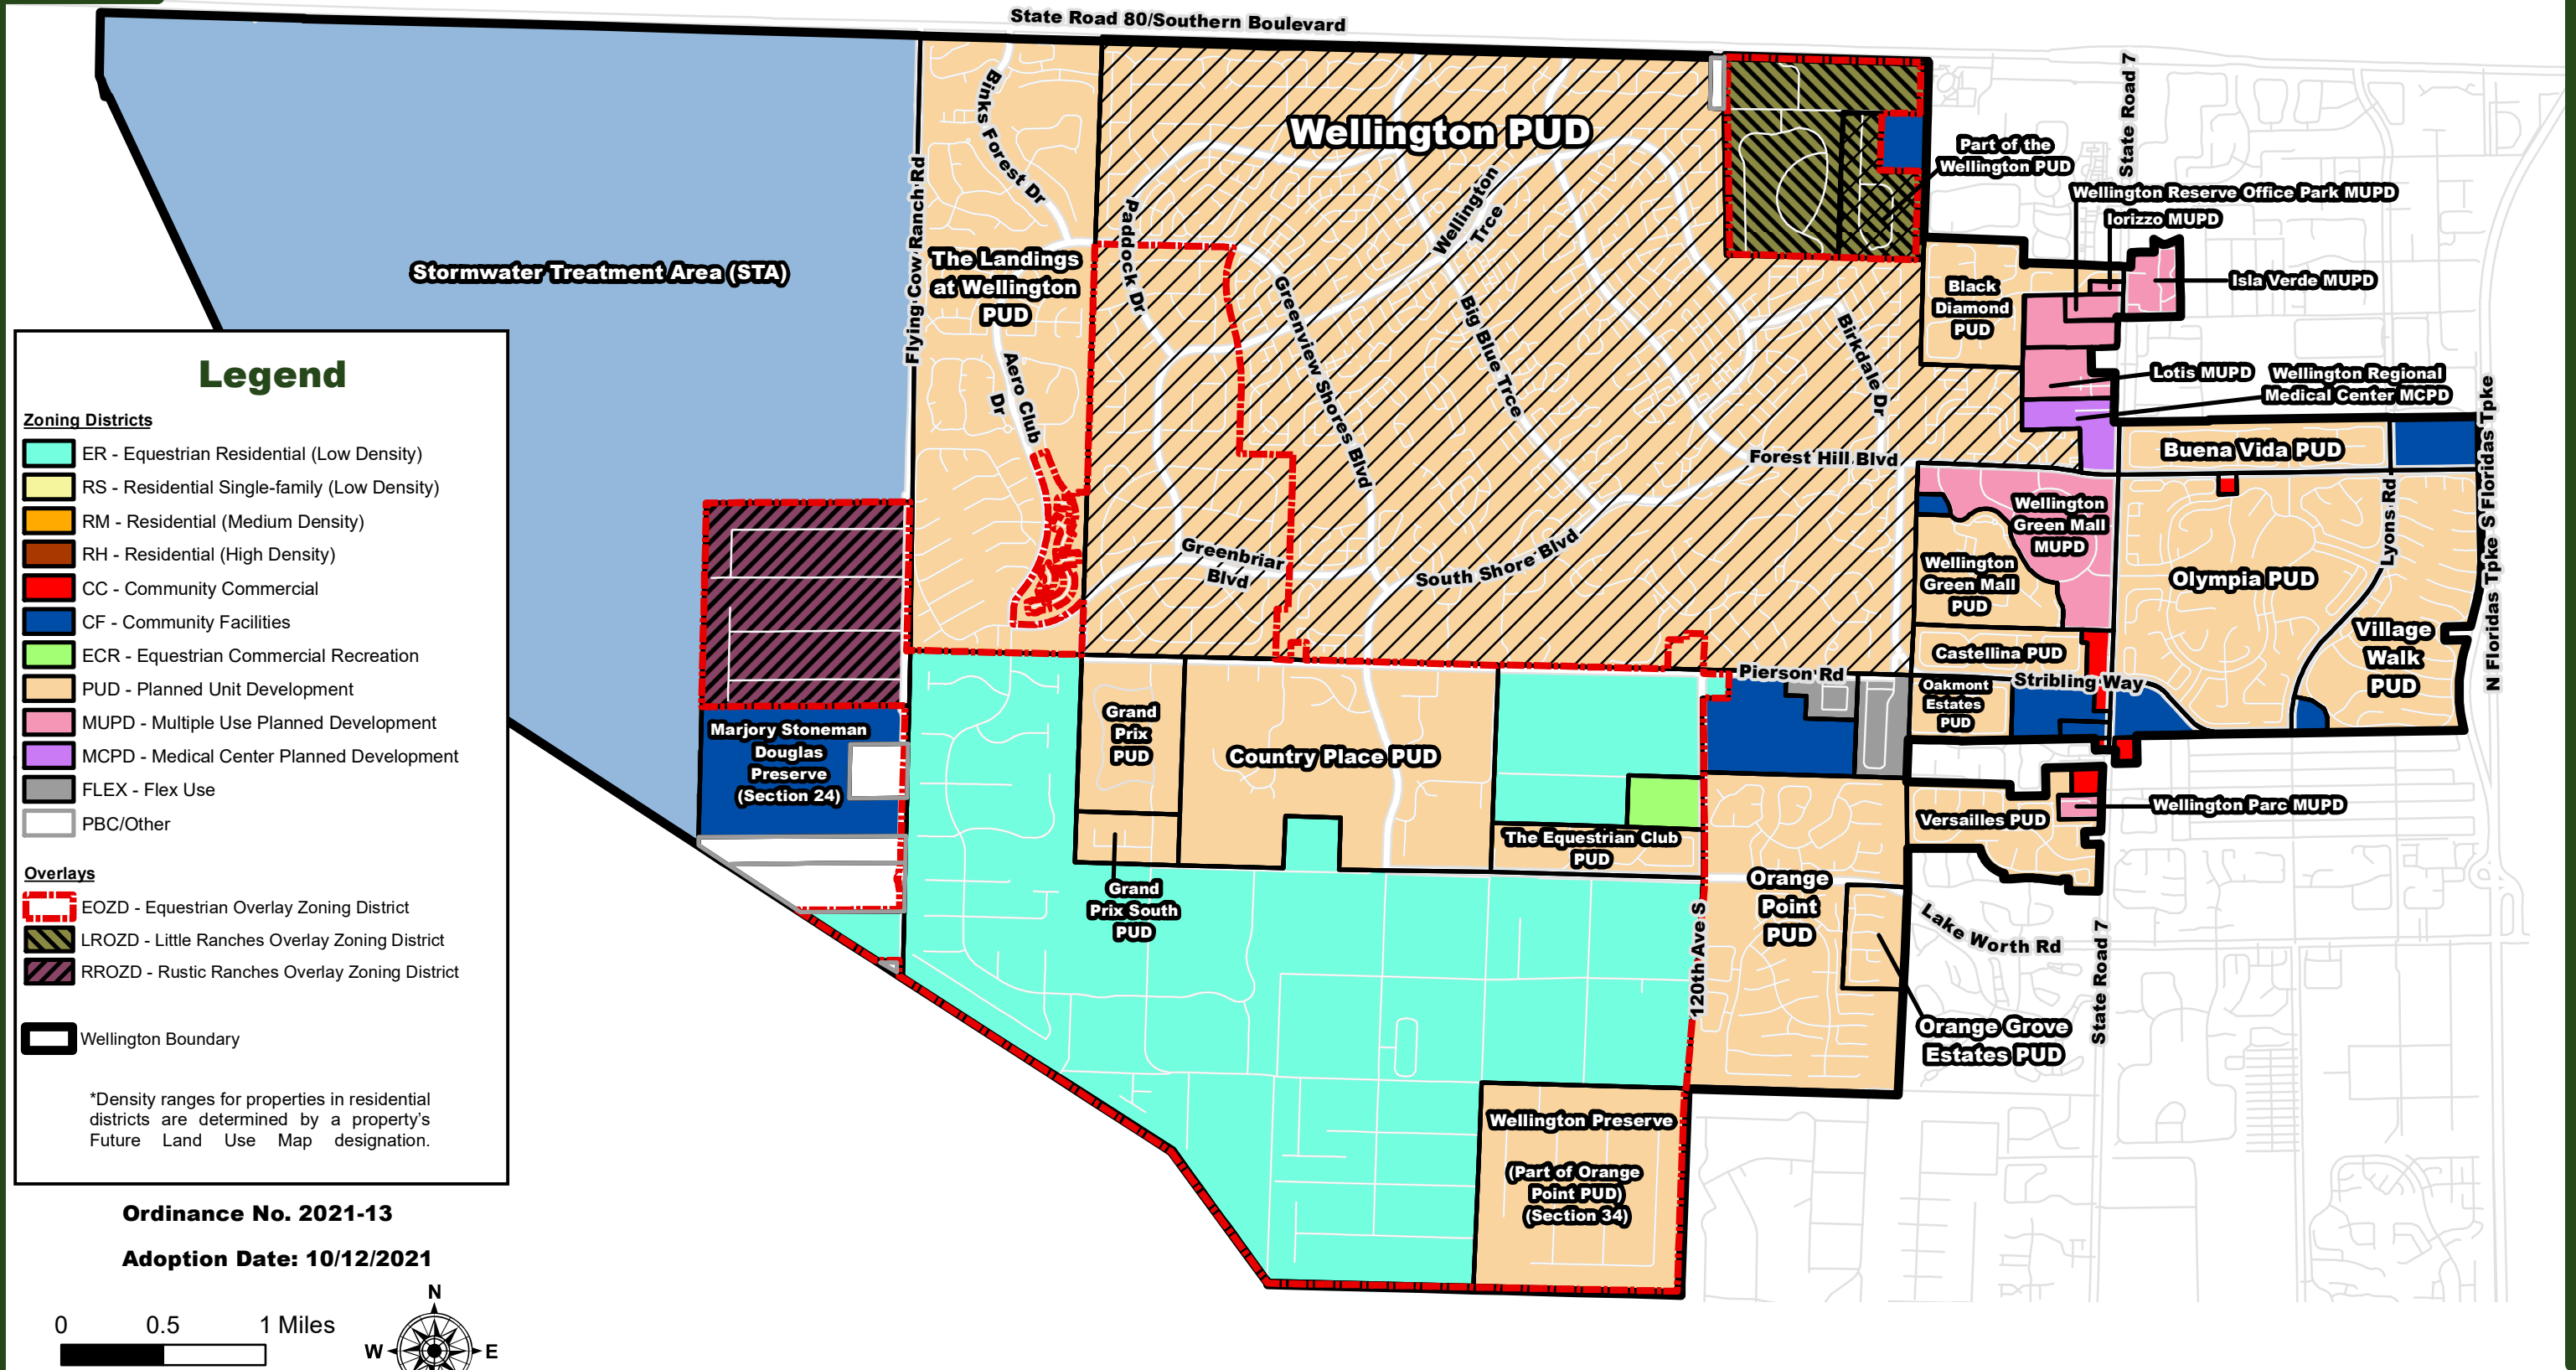 State Road 80/Southern Boulevard
Binks Forest Dr
Wellington PUD
State Road 7
Part of the
Wellington PUD
Wellington Reserve Office Park MUPD
Iorizzo MUPD
Flying Cow Ranch Rd
Paddock Dr
Wellington
Trce
Stormwater Treatment Area (STA)
The Landings
at Wellington
PUD
Greenview Shores Blvd
Big Blue Trce
Birkdale Dr
Black
Diamond
PUD
Isla Verde MUPD
Aero Club
Dr
Lotis MUPD
Wellington Regional
Medical Center MCPD
N Floridas Tpke S Floridas Tpke
Forest Hill Blvd
Buena Vida PUD
Wellington
Green Mall
MUPD
Lyons Rd
Greenbriar
Blvd
South Shore Blvd
Wellington
Green Mall
PUD
Olympia PUD
Village
Walk
PUD
N Floridas Tpke S Floridas Tpke
Castellina PUD
Pierson Rd
Stribling Way
Oakmont
Estates
PUD
Marjory Stoneman
Douglas
Preserve
(Section 24)
Grand
Prix
PUD
Country Place PUD
The Equestrian Club
PUD
Versailles PUD
Wellington Parc MUPD
Grand
Prix South
PUD
Orange
Point
PUD
120th Ave S
Lake Worth Rd
State Road 7
Orange Grove
Estates PUD
Wellington Preserve
(Part of Orange
Point PUD)
(Section 34)
Legend
Zoning Districts
ER - Equestrian Residential (Low Density)
RS - Residential Single-family (Low Density)
RM - Residential (Medium Density)
RH - Residential (High Density)
CC - Community Commercial
CF - Community Facilities
ECR - Equestrian Commercial Recreation
PUD - Planned Unit Development
MUPD - Multiple Use Planned Development
MCPD - Medical Center Planned Development
FLEX - Flex Use
PBC/Other
Overlays
EOZD - Equestrian Overlay Zoning District
LROZD - Little Ranches Overlay Zoning District
RROZD - Rustic Ranches Overlay Zoning District
Wellington Boundary
*Density ranges for properties in residential
districts are determined by a property's
Future Land Use Map designation.
Ordinance No. 2021-13
Adoption Date: 10/12/2021
0 0.5 1 Miles
N
W E